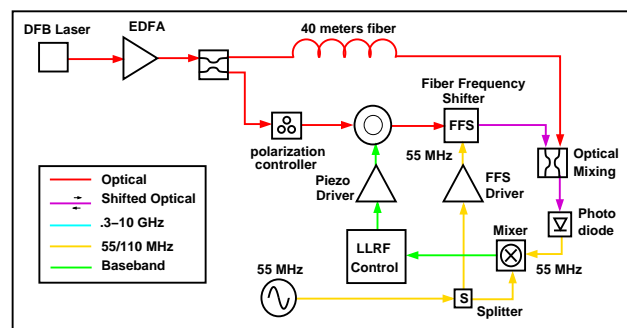 DFB Laser
EDFA
40 meters fiber
Fiber Frequency
Shifter
FFS
polarization
controller
55 MHz
Optical
Mixing
Piezo
Driver
FFS
Driver
Photo
diode
Optical
Shifted Optical
.3–10 GHz
55/110 MHz
Baseband
LLRF
Control
Mixer
55 MHz
55 MHz
S
Splitter